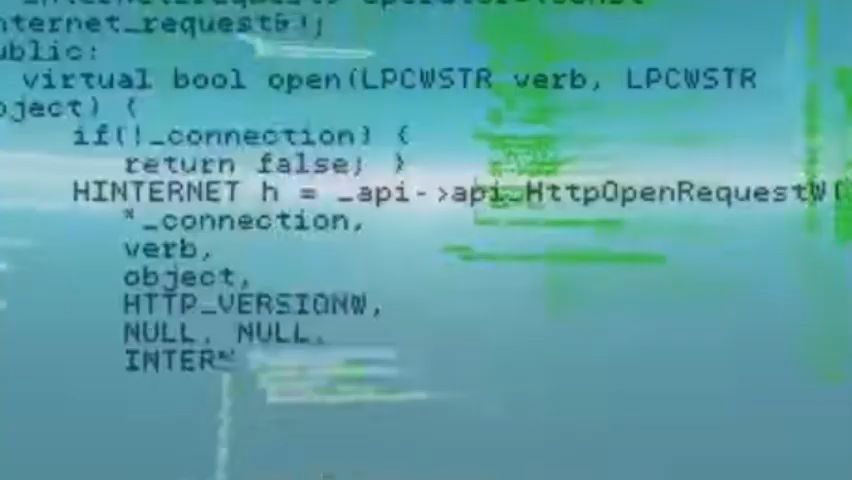 nternet_request&);
ublic:
virtual bool open(LPCWSTR verb, LPCWSTR
bject) {
if(!_connection) {
return false; }
HINTERNET h = _api->api_HttpOpenRequestW(
*_connection,
verb,
object,
HTTP_VERSIONW,
NULL, NULL,
INTER